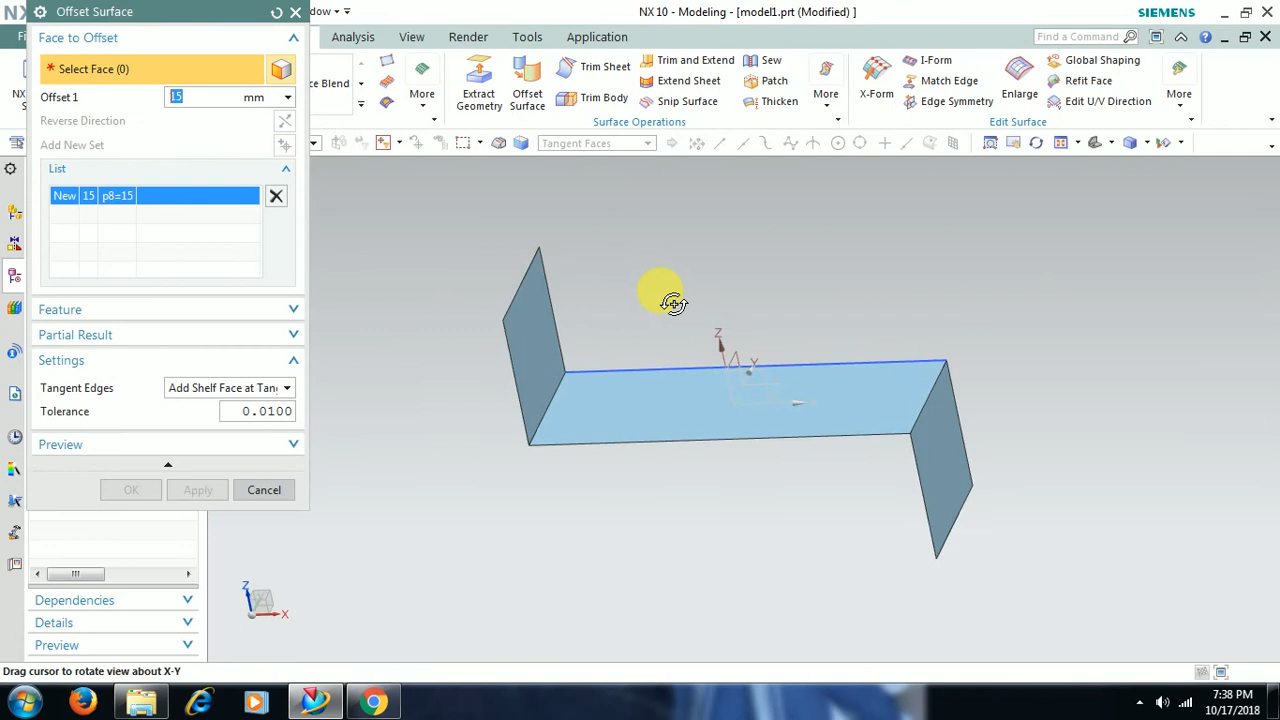 NX
Offset Surface
dow
NX 10 - Modeling - [model1.prt (Modified) ]
SIEMENS
Analysis
View
Render
Tools
Application
Find a Command
Face to Offset
* Select Face (0)
Offset 1
15
mm
Reverse Direction
Add New Set
List
New 15 p8=15
Feature
Partial Result
Settings
Tangent Edges
Add Shelf Face at Tan
Tolerance
0.0100
Preview
OK
Apply
Cancel
re Blend
More
Extract
Geometry
Offset
Surface
Trim Sheet
Trim Body
Trim and Extend
Extend Sheet
Snip Surface
Sew
Patch
Thicken
More
Surface Operations
X-Form
I-Form
Match Edge
Edge Symmetry
Enlarge
Global Shaping
Refit Face
Edit U/V Direction
More
Edit Surface
Tangent Faces
Z
Y
Z
X
Dependencies
Details
Preview
Drag cursor to rotate view about X-Y
7:38 PM
10/17/2018